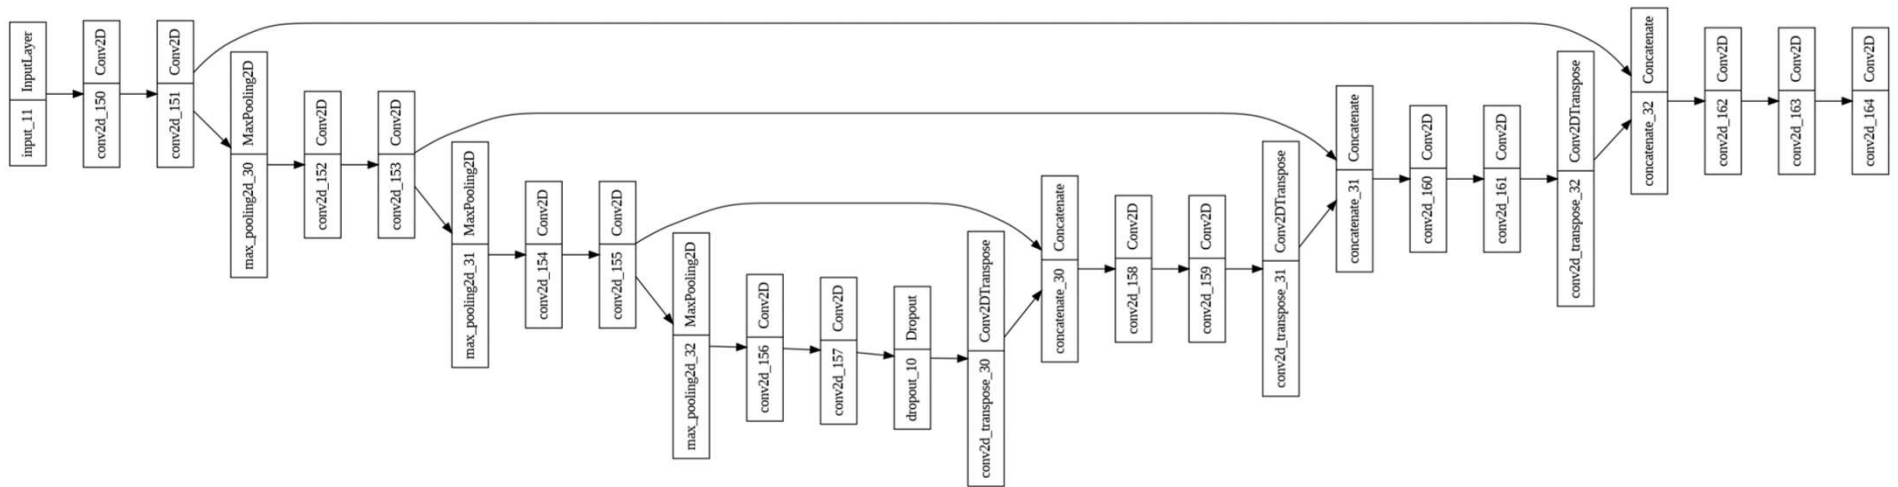 input_11 InputLayer
conv2d_150 Conv2D
conv2d_151 Conv2D
max_pooling2d_30 MaxPooling2D
conv2d_152 Conv2D
conv2d_153 Conv2D
max_pooling2d_31 MaxPooling2D
conv2d_154 Conv2D
conv2d_155 Conv2D
max_pooling2d_32 MaxPooling2D
conv2d_156 Conv2D
conv2d_157 Conv2D
dropout_10 Dropout
conv2d_transpose_30 Conv2DTranspose
concatenate_30 Concatenate
conv2d_158 Conv2D
conv2d_159 Conv2D
conv2d_transpose_31 Conv2DTranspose
concatenate_31 Concatenate
conv2d_160 Conv2D
conv2d_161 Conv2D
conv2d_transpose_32 Conv2DTranspose
concatenate_32 Concatenate
conv2d_162 Conv2D
conv2d_163 Conv2D
conv2d_164 Conv2D